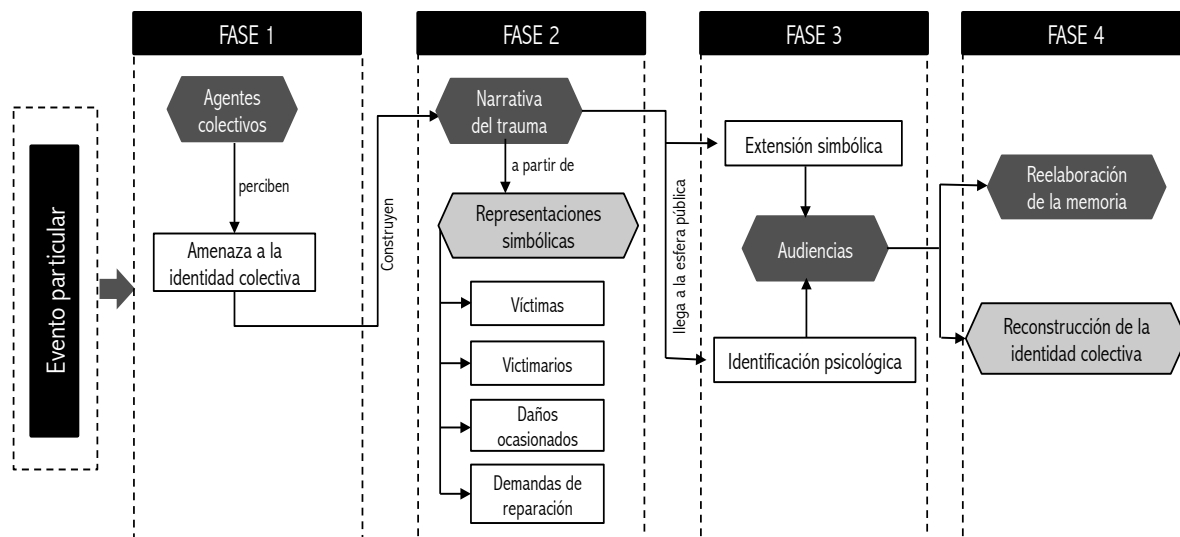 Evento particular
FASE 1
Agentes
colectivos
perciben
Amenaza a la
identidad colectiva
Construyen
FASE 2
Narrativa
del trauma
a partir de
Representaciones
simbólicas
Víctimas
Victimarios
Daños
ocasionados
Demandas de
reparación
llega a la esfera pública
FASE 3
Extensión simbólica
Audiencias
Identificación psicológica
FASE 4
Reelaboración
de la memoria
Reconstrucción de la
identidad colectiva